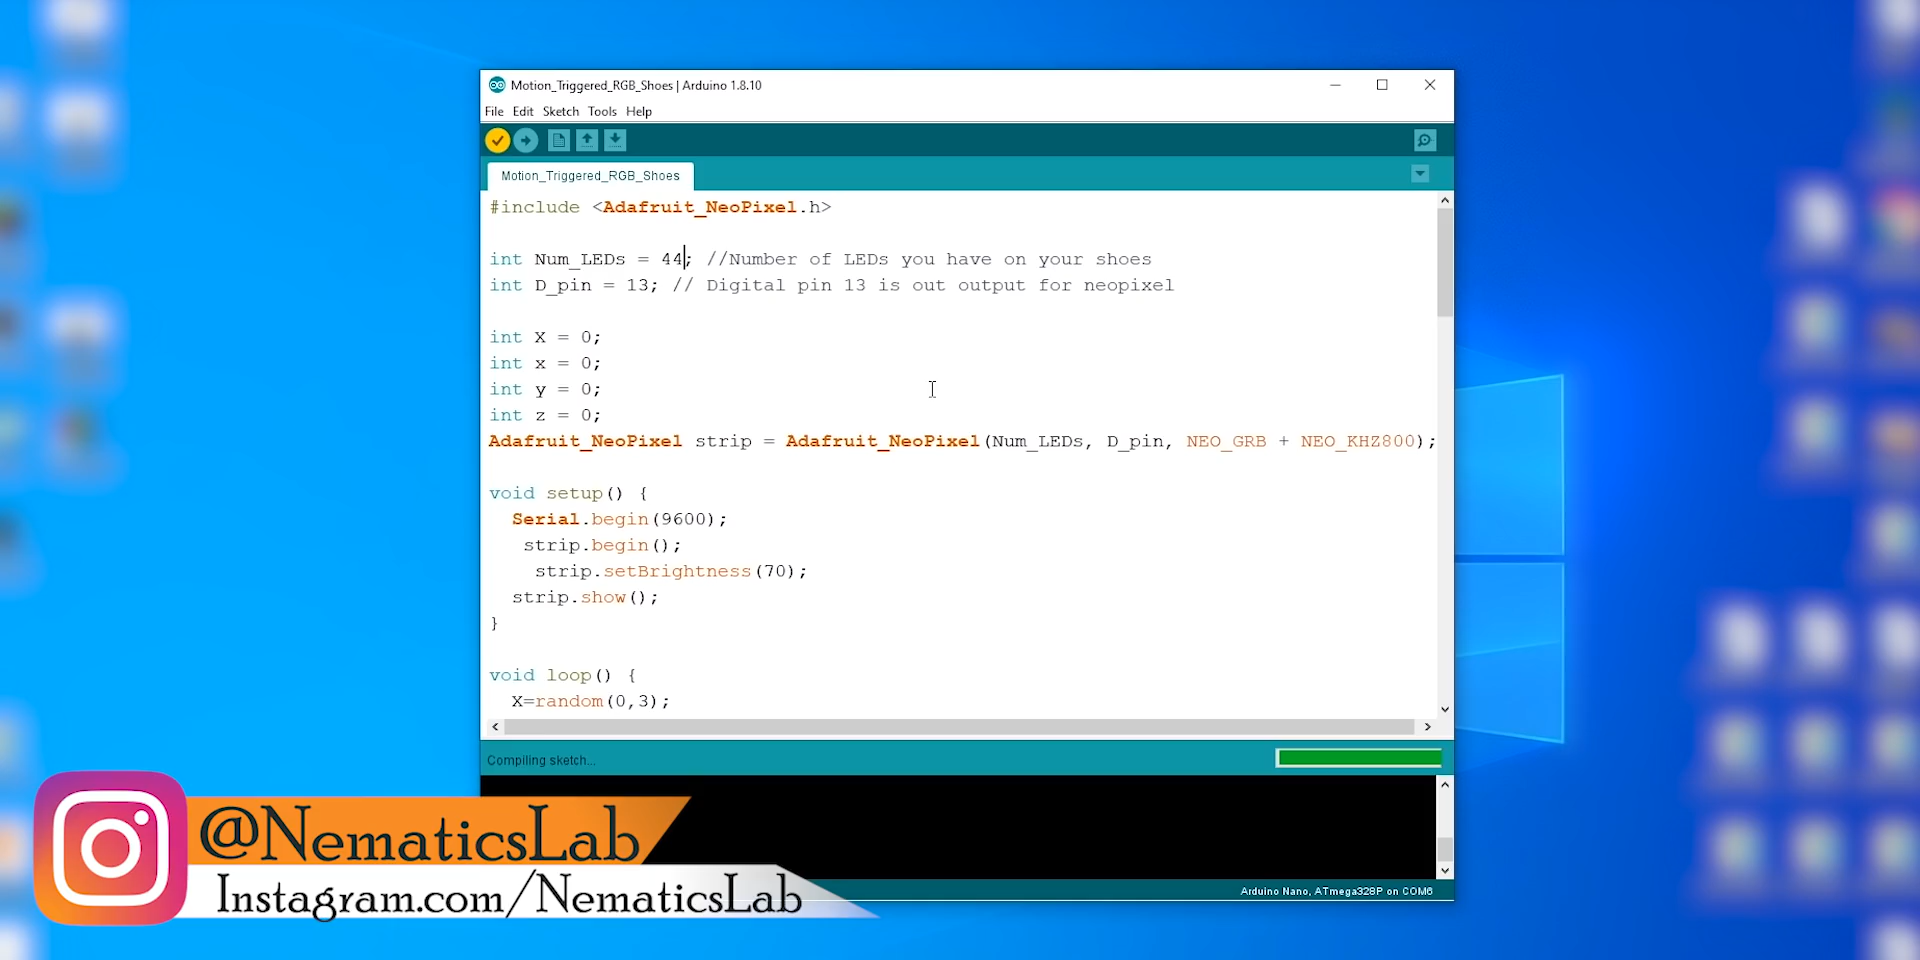 Motion_Triggered_RGB_Shoes | Arduino 1.8.10
File Edit Sketch Tools Help
Motion_Triggered_RGB_Shoes
#include <Adafruit_NeoPixel.h>
int Num_LEDs = 44; //Number of LEDs you have on your shoes
int D_pin = 13; // Digital pin 13 is out output for neopixel
int X = 0;
int x = 0;
int y = 0;
int z = 0;
Adafruit_NeoPixel strip = Adafruit_NeoPixel(Num_LEDs, D_pin, NEO_GRB + NEO_KHZ800);
void setup() {
Serial.begin(9600);
strip.begin();
strip.setBrightness(70);
strip.show();
}
void loop() {
X=random(0,3);
Compiling sketch...
@NematicsLab
Instagram.com/NematicsLab
Arduino Nano, ATmega328P on COM6